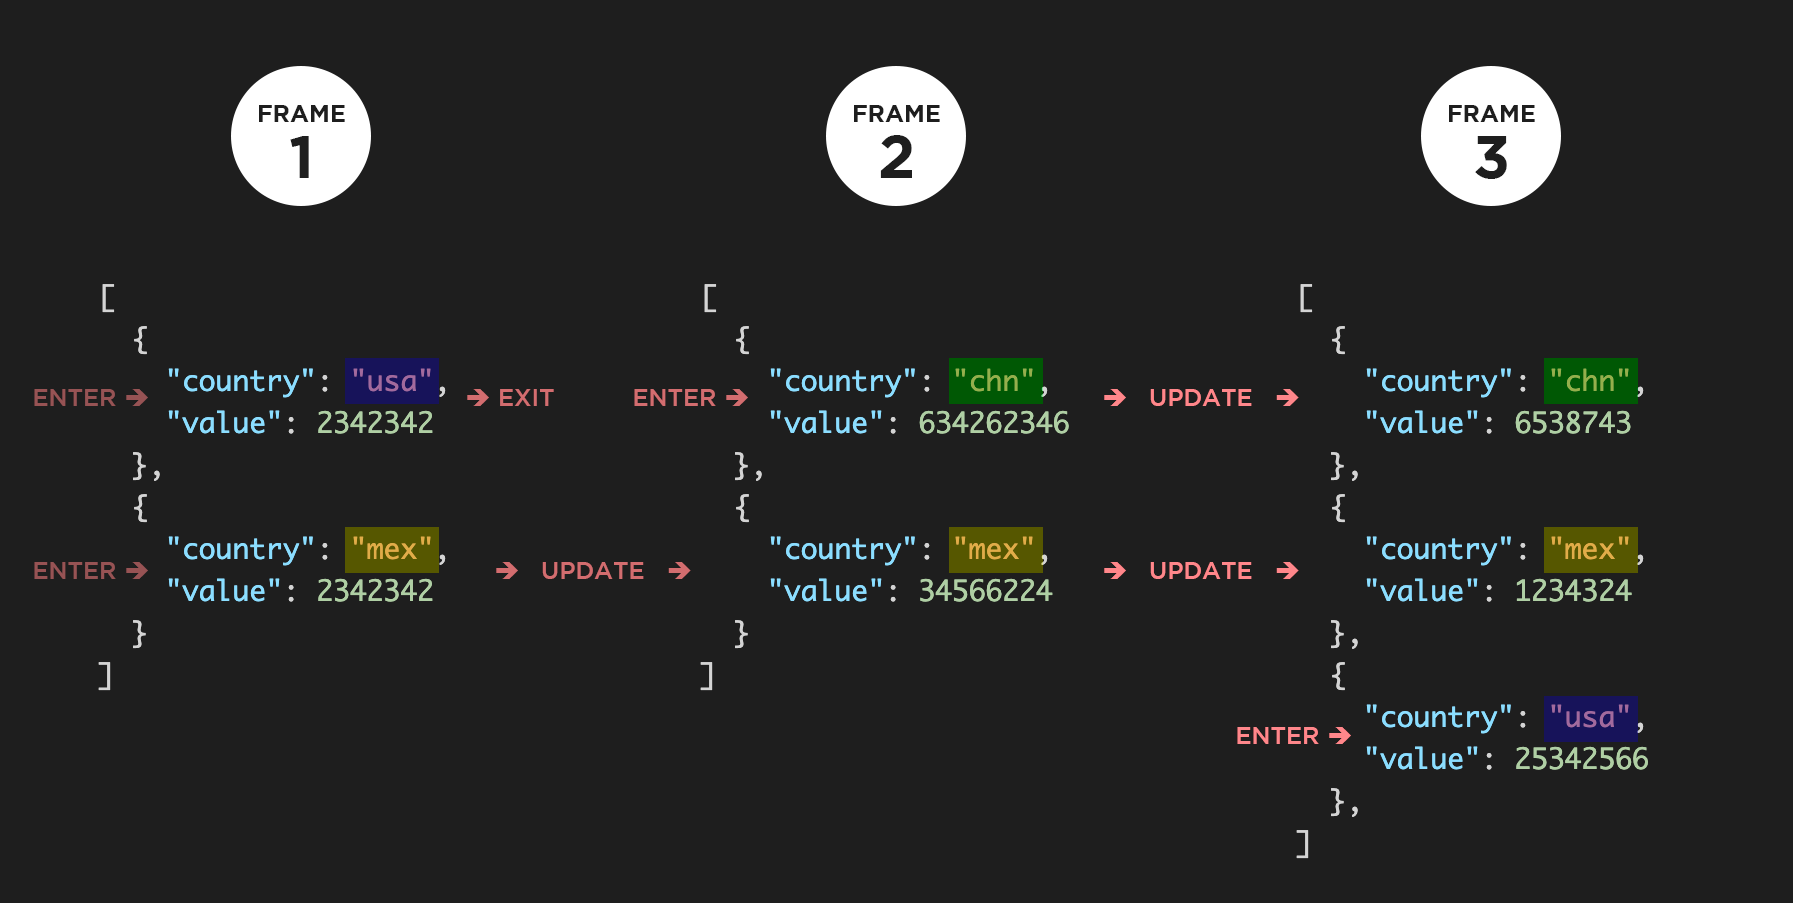 FRAME
1
[
{
ENTER → "country": "usa", → EXIT
"value": 2342342
},
{
ENTER → "country": "mex", → UPDATE →
"value": 2342342
}
]
FRAME
2
[
{
ENTER → "country": "chn", → UPDATE →
"value": 634262346
},
{
"country": "mex", → UPDATE →
"value": 34566224
}
]
FRAME
3
[
{
"country": "chn",
"value": 6538743
},
{
"country": "mex",
"value": 1234324
},
{
ENTER → "country": "usa",
"value": 25342566
},
]